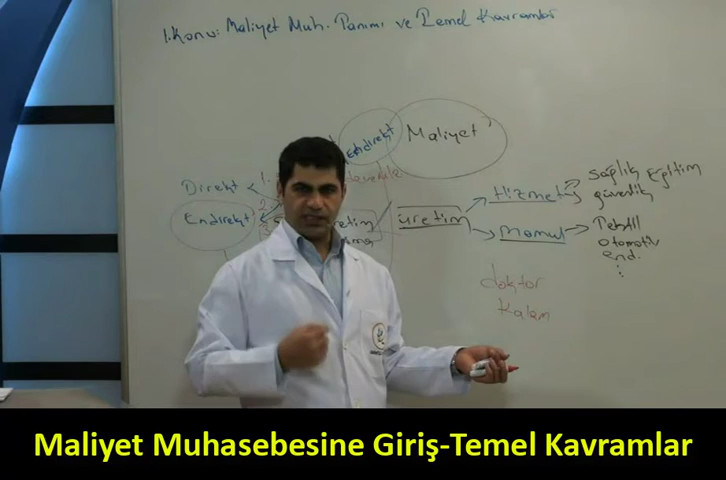 1. Konu: Maliyet Muh. Tanımı ve Temel Kavramlar
Endirekt Maliyet
Direkt
Endirekt
üretim
Hizmet
sağlık eğitim
güvenlik
Mamul
Tekstil
otomotiv
end.
doktor
kalem
Maliyet Muhasebesine Giriş-Temel Kavramlar